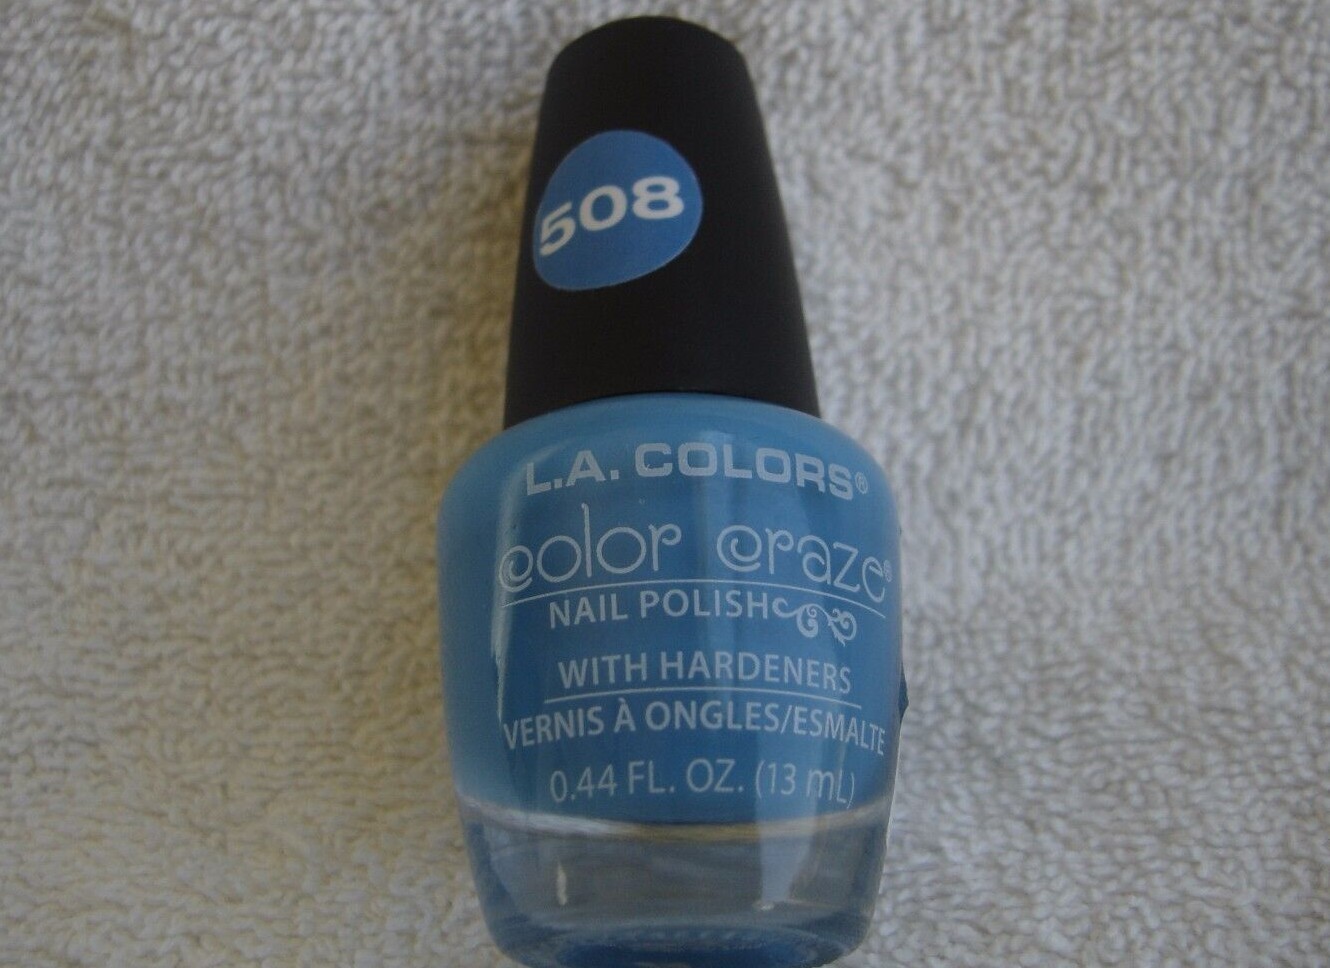 508
L.A. COLORS®
color craze®
NAIL POLISH
WITH HARDENERS
VERNIS À ONGLES/ESMALTE
0.44 FL. OZ. (13 mL)